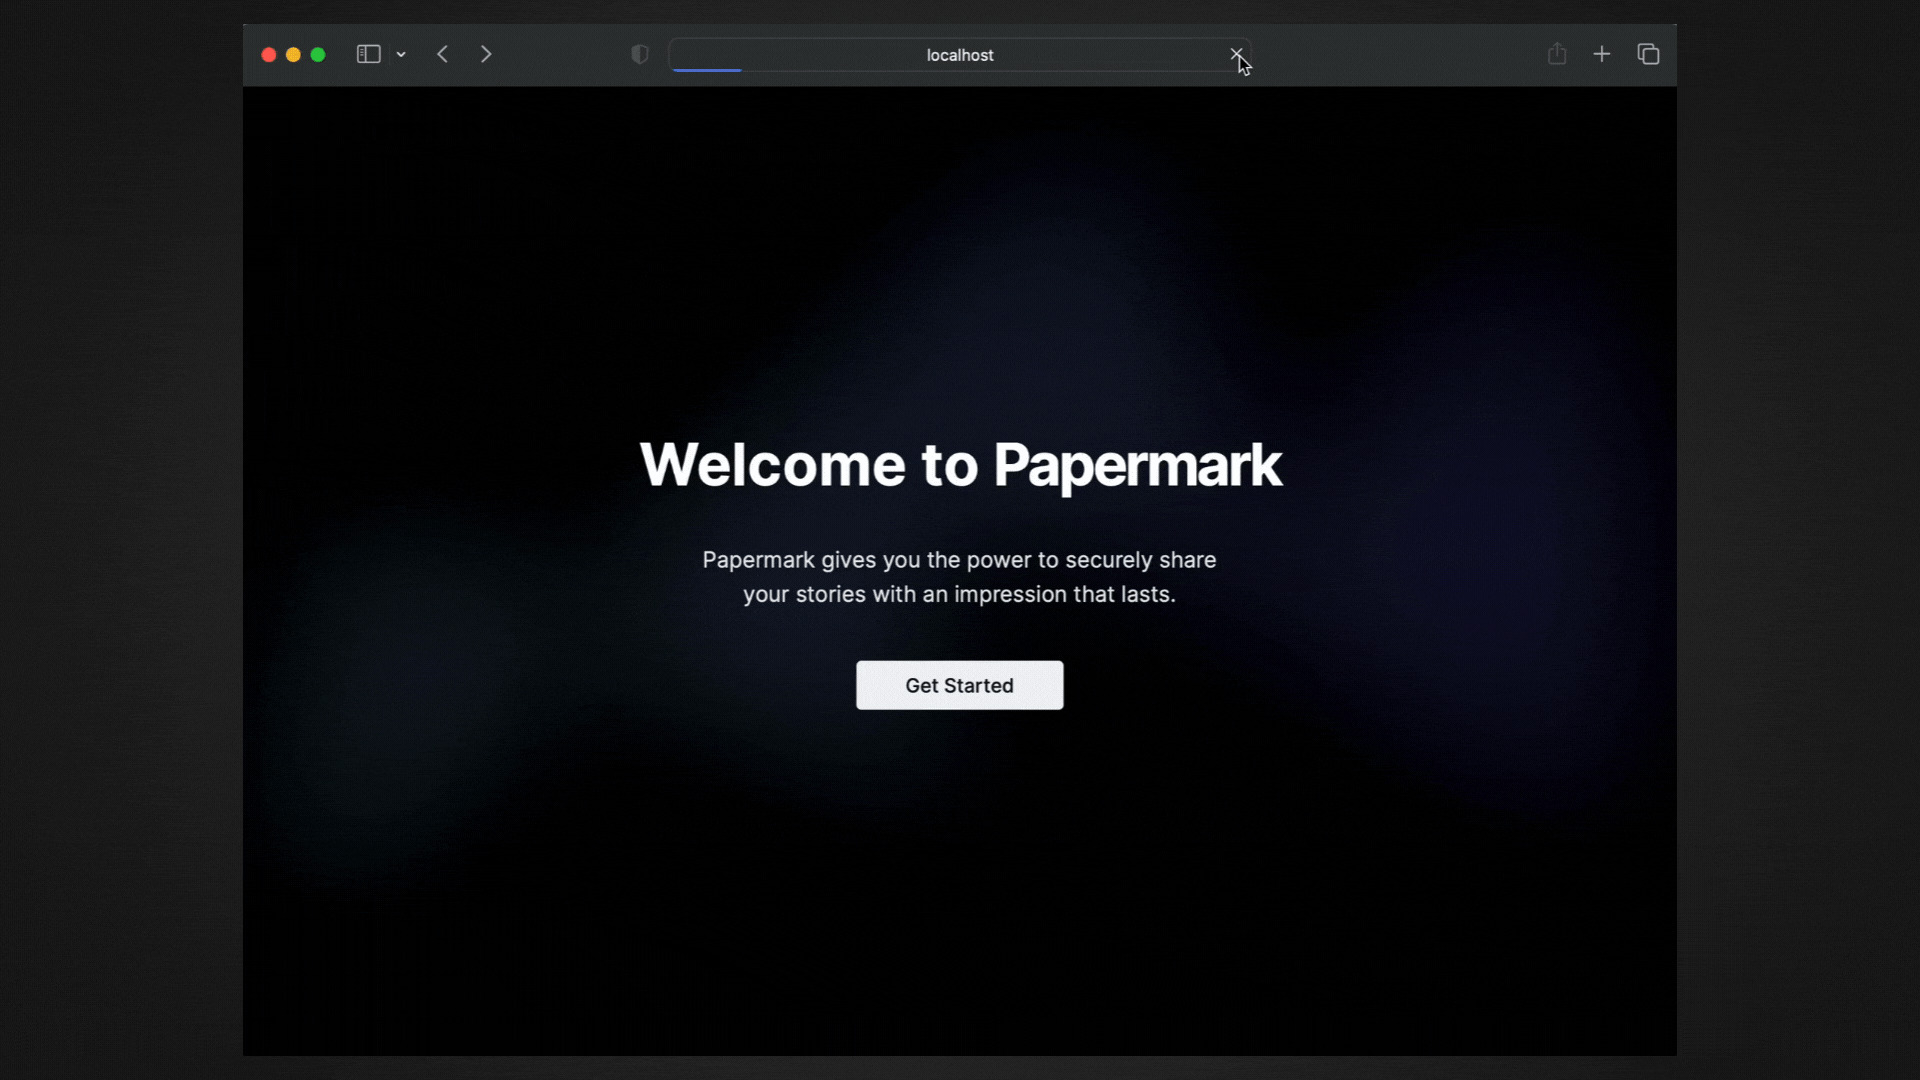 localhost
Welcome to Papermark
Papermark gives you the power to securely share
your stories with an impression that lasts.
Get Started